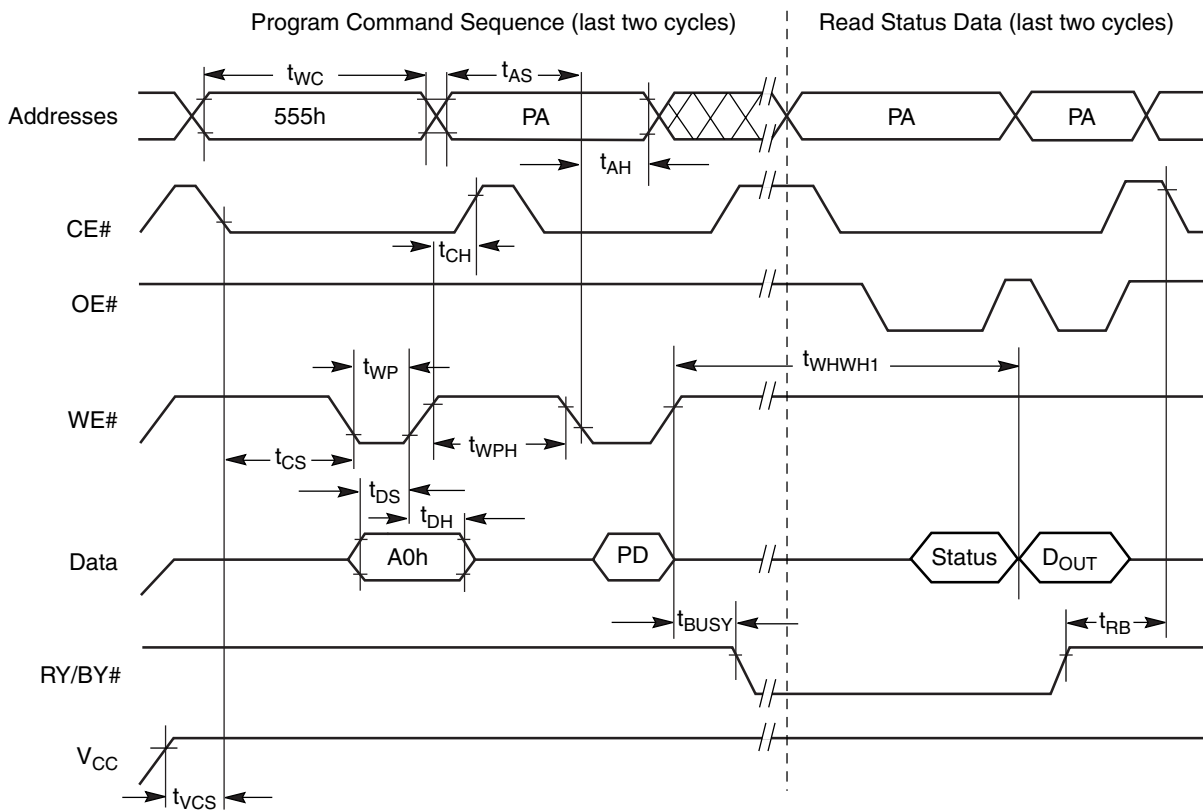 Program Command Sequence (last two cycles)
Read Status Data (last two cycles)
tWC
tAS
Addresses
555h
PA
PA
PA
tAH
CE#
tCH
OE#
tWP
tWHWH1
WE#
tWPH
tCS
tDS
tDH
Data
A0h
PD
Status
DOUT
tBUSY
tRB
RY/BY#
VCC
tVCS